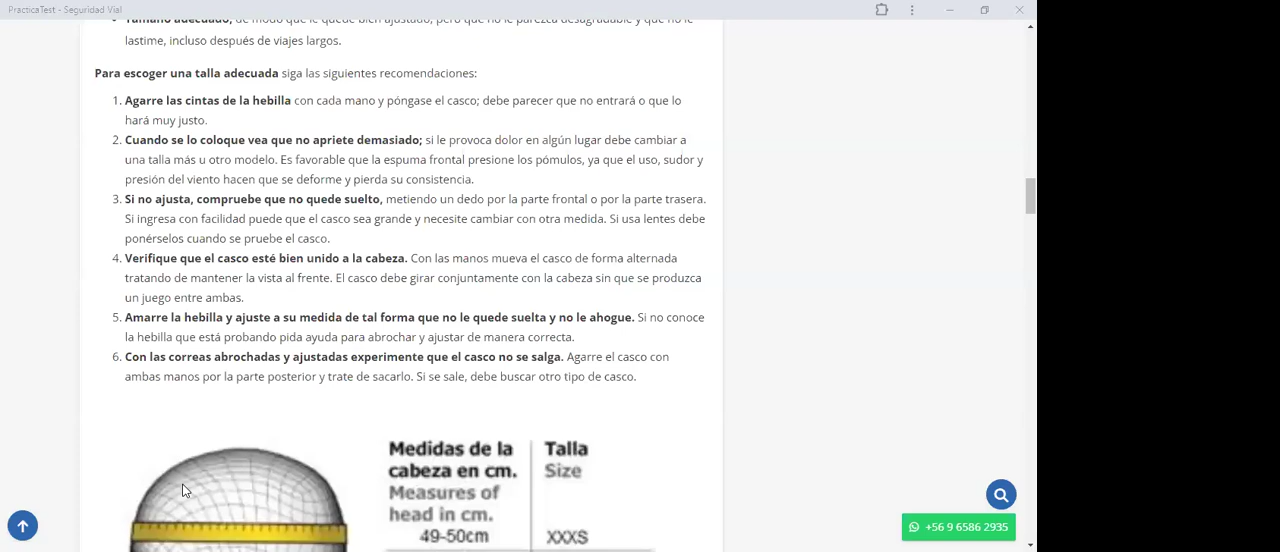 PracticaTest - Seguridad Vial
Tamaño adecuado, de modo que le quede bien ajustado, pero que no le parezca desagradable y que no le
lastime, incluso después de viajes largos.
Para escoger una talla adecuada siga las siguientes recomendaciones:
1. Agarre las cintas de la hebilla con cada mano y póngase el casco; debe parecer que no entrará o que lo
hará muy justo.
2. Cuando se lo coloque vea que no apriete demasiado; si le provoca dolor en algún lugar debe cambiar a
una talla más u otro modelo. Es favorable que la espuma frontal presione los pómulos, ya que el uso, sudor y
presión del viento hacen que se deforme y pierda su consistencia.
3. Si no ajusta, compruebe que no quede suelto, metiendo un dedo por la parte frontal o por la parte trasera.
Si ingresa con facilidad puede que el casco sea grande y necesite cambiar con otra medida. Si usa lentes debe
ponérselos cuando se pruebe el casco.
4. Verifique que el casco esté bien unido a la cabeza. Con las manos mueva el casco de forma alternada
tratando de mantener la vista al frente. El casco debe girar conjuntamente con la cabeza sin que se produzca
un juego entre ambas.
5. Amarre la hebilla y ajuste a su medida de tal forma que no le quede suelta y no le ahogue. Si no conoce
la hebilla que está probando pida ayuda para abrochar y ajustar de manera correcta.
6. Con las correas abrochadas y ajustadas experimente que el casco no se salga. Agarre el casco con
ambas manos por la parte posterior y trate de sacarlo. Si se sale, debe buscar otro tipo de casco.
Medidas de la
cabeza en cm.
Measures of
head in cm.
Talla
Size
49-50cm
XXXS
+56 9 6586 2935